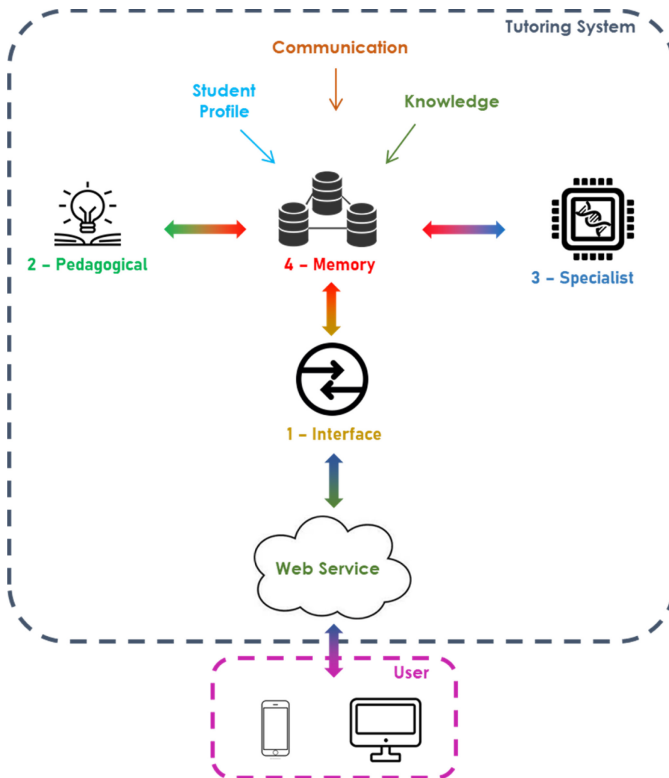 Tutoring System
Communication
Student
Profile
Knowledge
2 – Pedagogical
4 – Memory
3 – Specialist
1 – Interface
Web Service
User